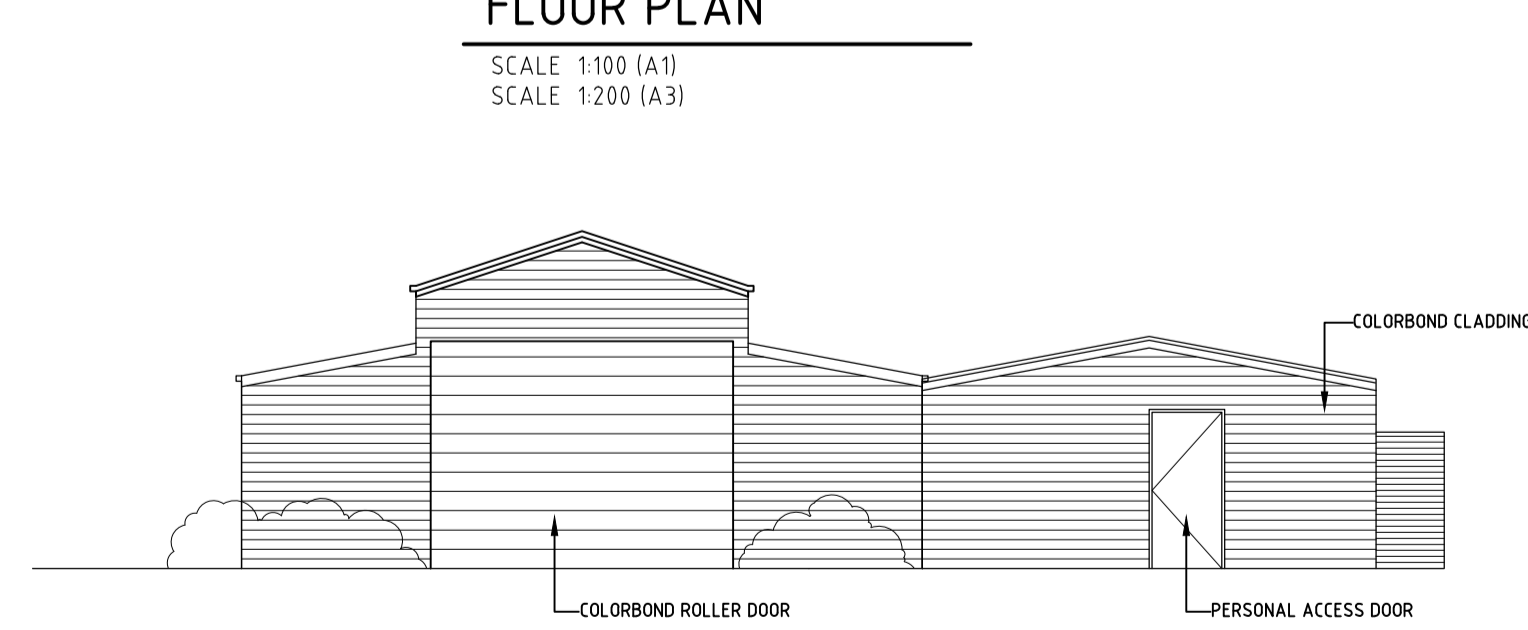 FLOOR PLAN
SCALE 1:100 (A1)
SCALE 1:200 (A3)
COLORBOND CLADDING
COLORBOND ROLLER DOOR
PERSONAL ACCESS DOOR